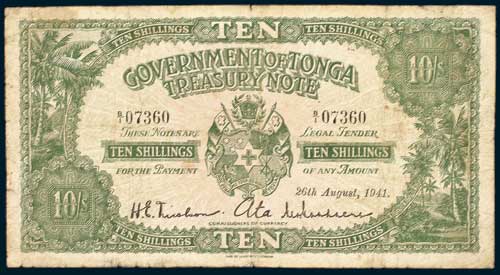 TEN SHILLINGS TEN TEN SHILLINGS
10/- GOVERNMENT OF TONGA 10/-
TREASURY NOTE
B/1 07360 B/1 07360
THESE NOTES ARE LEGAL TENDER
TEN SHILLINGS TEN SHILLINGS
FOR THE PAYMENT OF ANY AMOUNT
26th August, 1941.
10/- Ata
COMMISSIONERS OF CURRENCY
TEN SHILLINGS TEN TEN SHILLINGS